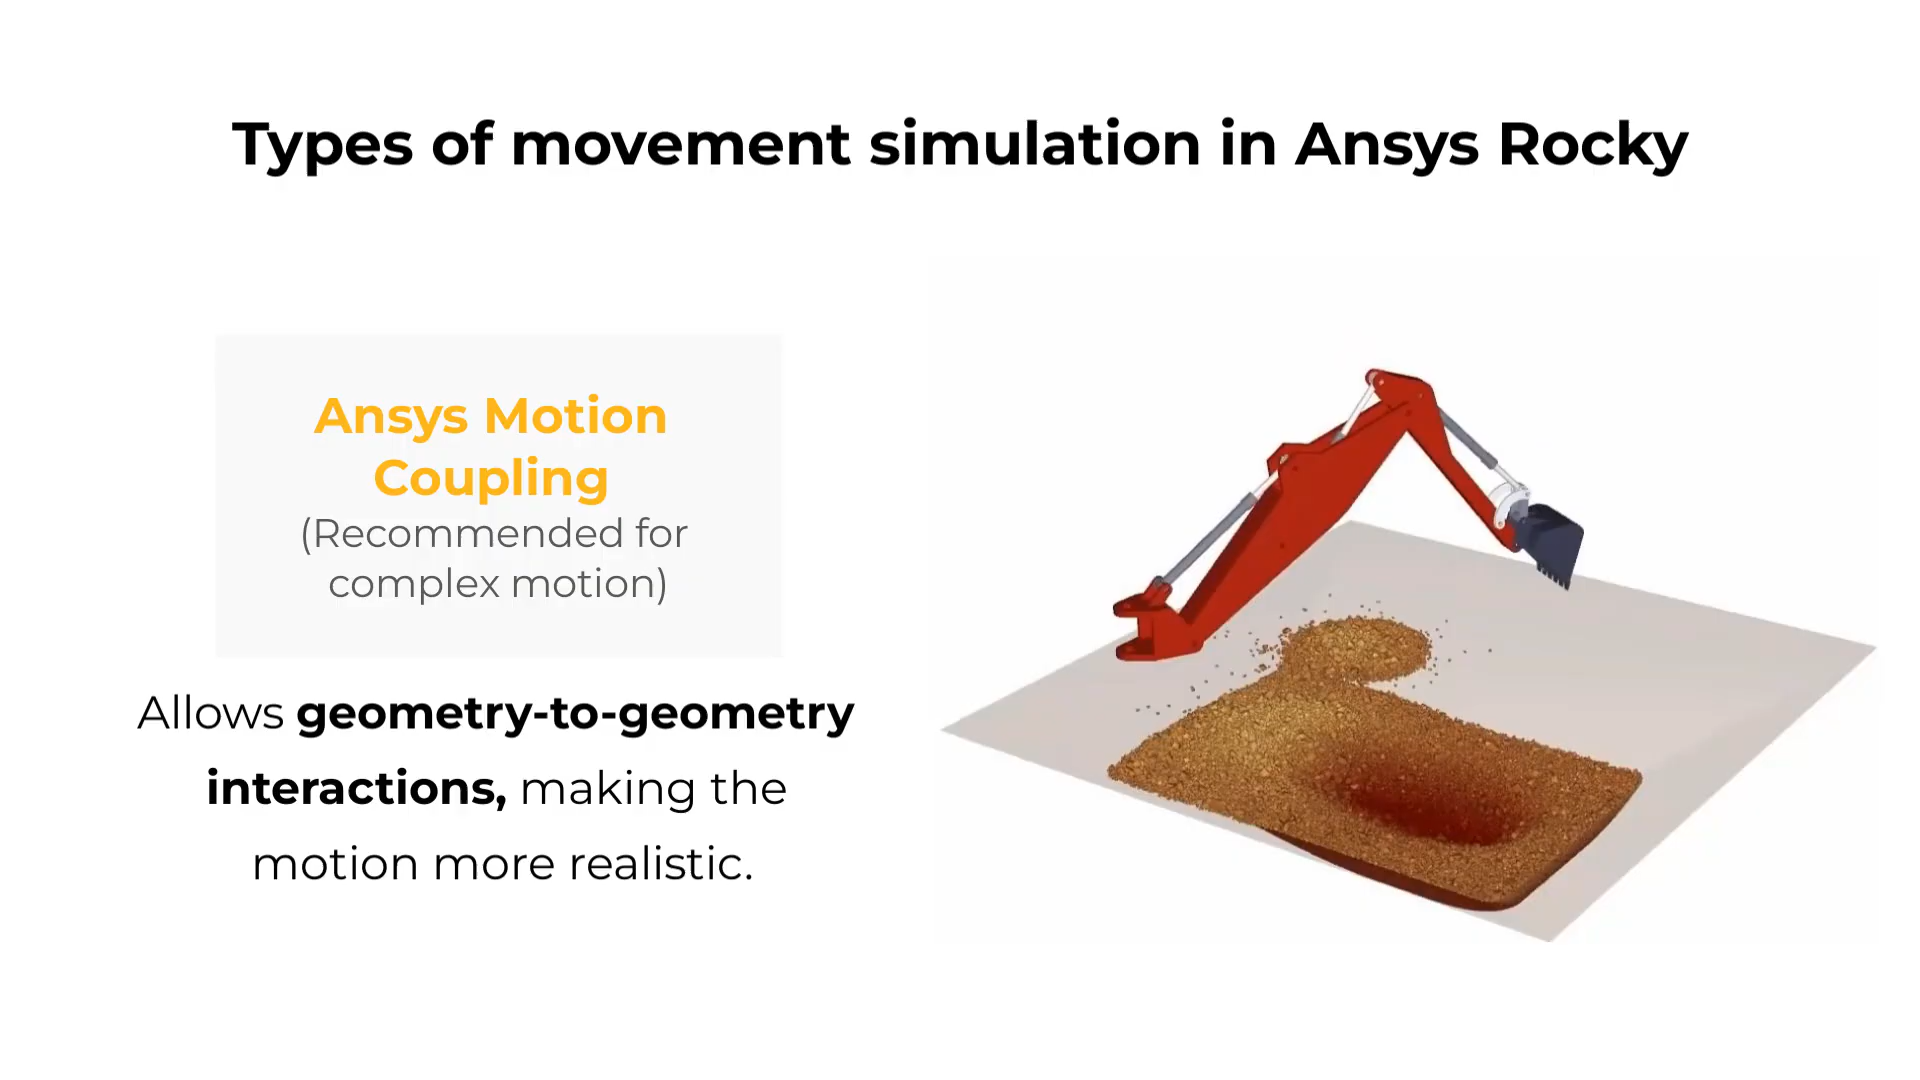 Types of movement simulation in Ansys Rocky
Ansys Motion
Coupling
(Recommended for
complex motion)
Allows geometry-to-geometry
interactions, making the
motion more realistic.